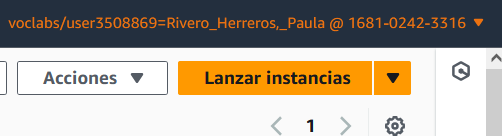 voclabs/user3508869=Rivero_Herreros,_Paula @ 1681-0242-3316
Acciones
Lanzar instancias
1